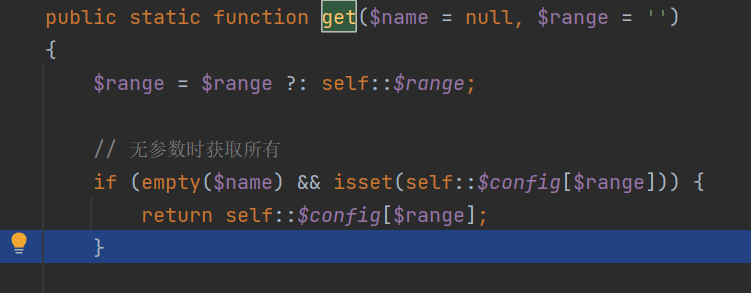 public static function get($name = null, $range = '')
{
$range = $range ?: self::$range;
// 无参数时获取所有
if (empty($name) && isset(self::$config[$range])) {
return self::$config[$range];
}